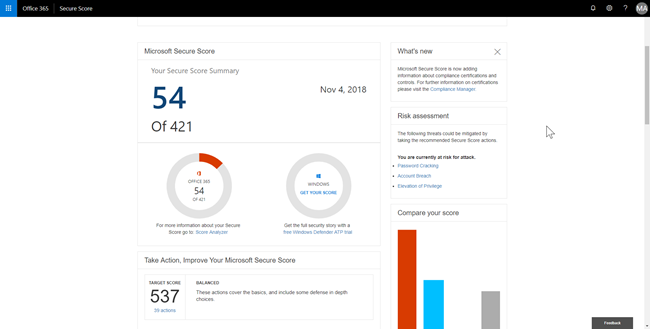 Office 365
Secure Score
?
MA
Microsoft Secure Score
Your Secure Score Summary
54
Nov 4, 2018
Of 421
OFFICE 365
54
OF 421
WINDOWS
GET YOUR SCORE
For more information about your Secure
Score go to: Score Analyzer
Get the full security story with a
free Windows Defender ATP trial
Take Action, Improve Your Microsoft Secure Score
TARGET SCORE
537
39 actions
BALANCED
These actions cover the basics, and include some defense in depth
choices.
What's new
Microsoft Secure Score is now adding
information about compliance certifications and
controls. For further information on certifications
please visit the Compliance Manager
Risk assessment
The following threats could be mitigated by
taking the recommended Secure Score actions.
You are currently at risk for attack.
Password Cracking
Account Breach
Elevation of Privilege
Compare your score
Feedback